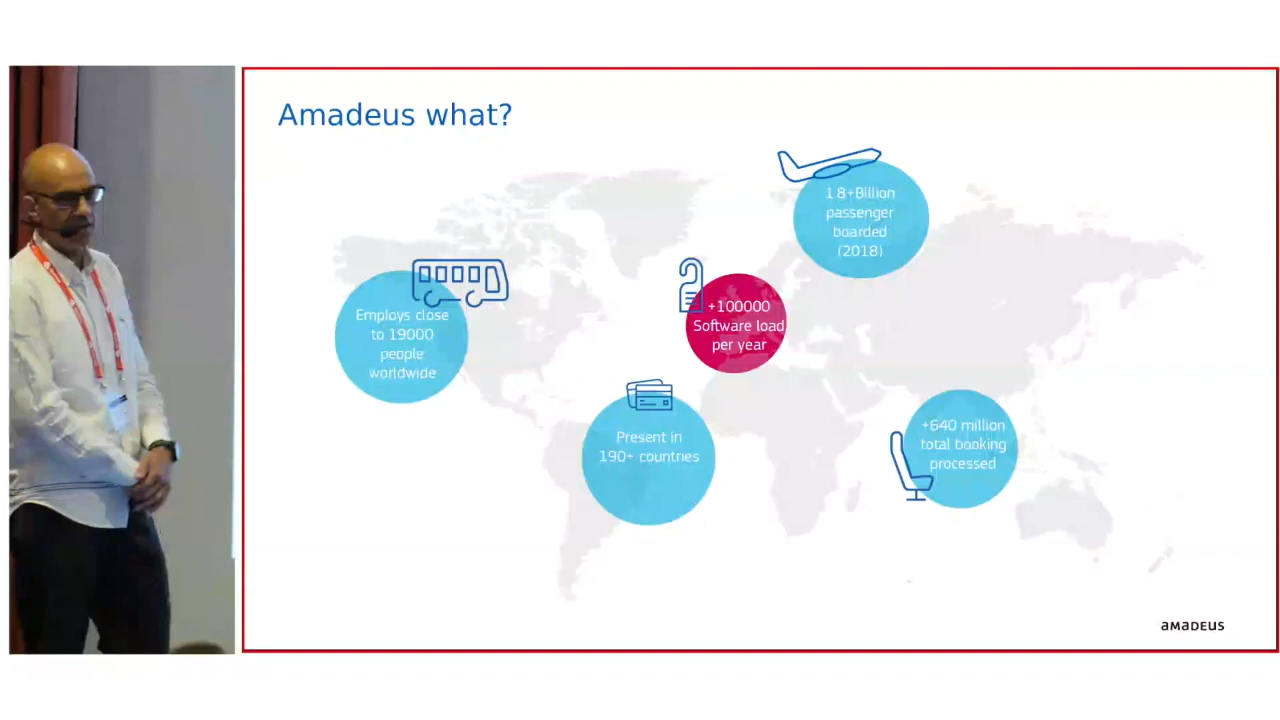 Amadeus what?
1 8+Billion
passenger
boarded
(2018)
Employs close
to 19000
people
worldwide
+100000
Software load
per year
Present in
190+ countries
+640 million
total booking
processed
amadeus